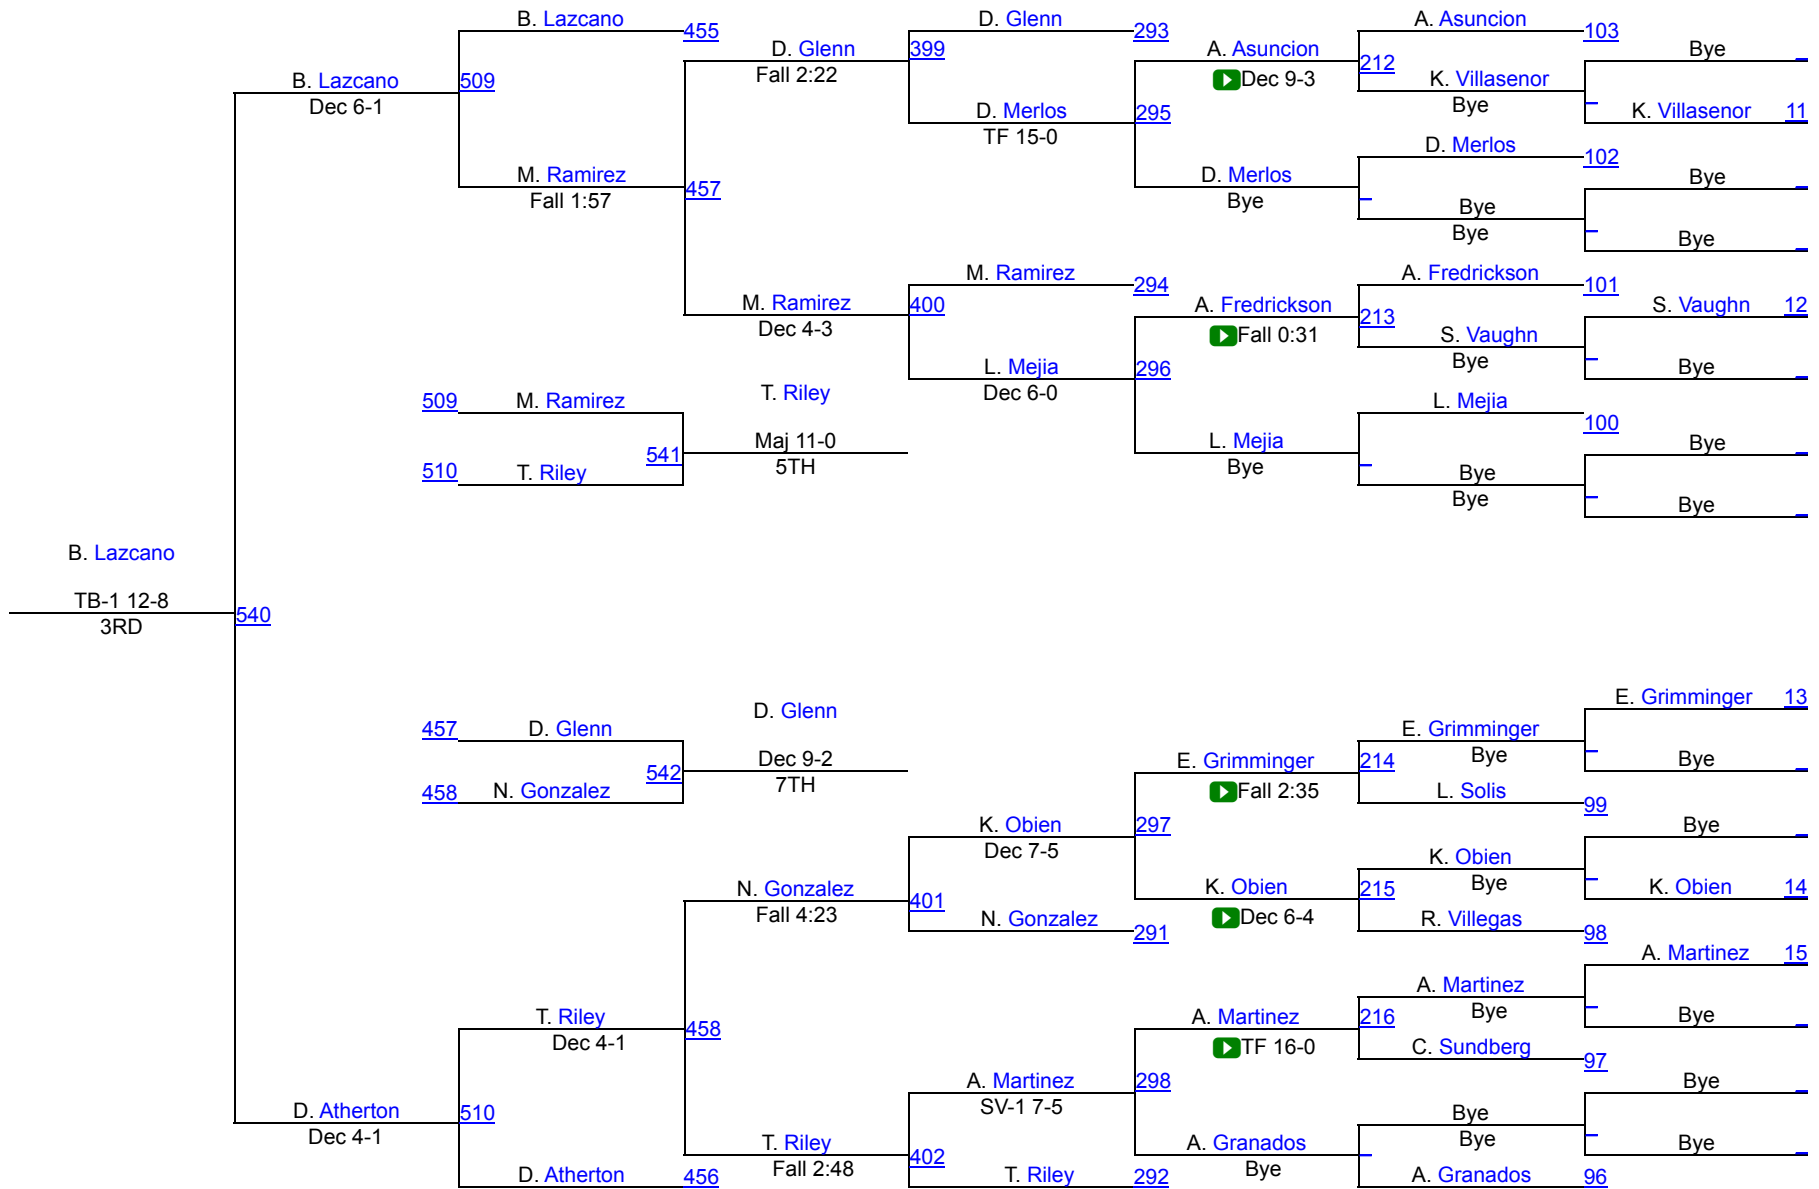 B. Lazcano
D. Glenn
A. Asuncion
455
293
103
D. Glenn
399
A. Asuncion
Bye
Fall 2:22
Dec 9-3
212
B. Lazcano
509
K. Villasenor
Dec 6-1
Bye
D. Merlos
295
K. Villasenor 11
TF 15-0
D. Merlos
102
M. Ramirez
D. Merlos
Bye
Fall 1:57
457
Bye
Bye
Bye
Bye
M. Ramirez
A. Fredrickson
294
101
M. Ramirez
400
A. Fredrickson
S. Vaughn 12
Dec 4-3
Fall 0:31
213
S. Vaughn
Bye
L. Mejia
296
Bye
T. Riley
Dec 6-0
509
M. Ramirez
L. Mejia
100
Maj 11-0
L. Mejia
Bye
541
5TH
Bye
510
T. Riley
Bye
Bye
Bye
B. Lazcano
TB-1 12-8
540
3RD
E. Grimminger 13
457
D. Glenn
D. Glenn
E. Grimminger
Dec 9-2
E. Grimminger
214
Bye
Bye
542
7TH
Fall 2:35
458
N. Gonzalez
L. Solis
99
K. Obien
297
Bye
Dec 7-5
K. Obien
N. Gonzalez
K. Obien
215
Bye
K. Obien 14
Fall 4:23
401
Dec 6-4
N. Gonzalez
291
R. Villegas
98
A. Martinez 15
A. Martinez
T. Riley
458
A. Martinez
216
Bye
Bye
Dec 4-1
TF 16-0
C. Sundberg
97
A. Martinez
298
Bye
SV-1 7-5
D. Atherton
510
Bye
Dec 4-1
Bye
T. Riley
A. Granados
Bye
Fall 2:48
402
Bye
D. Atherton
456
T. Riley
292
A. Granados
96